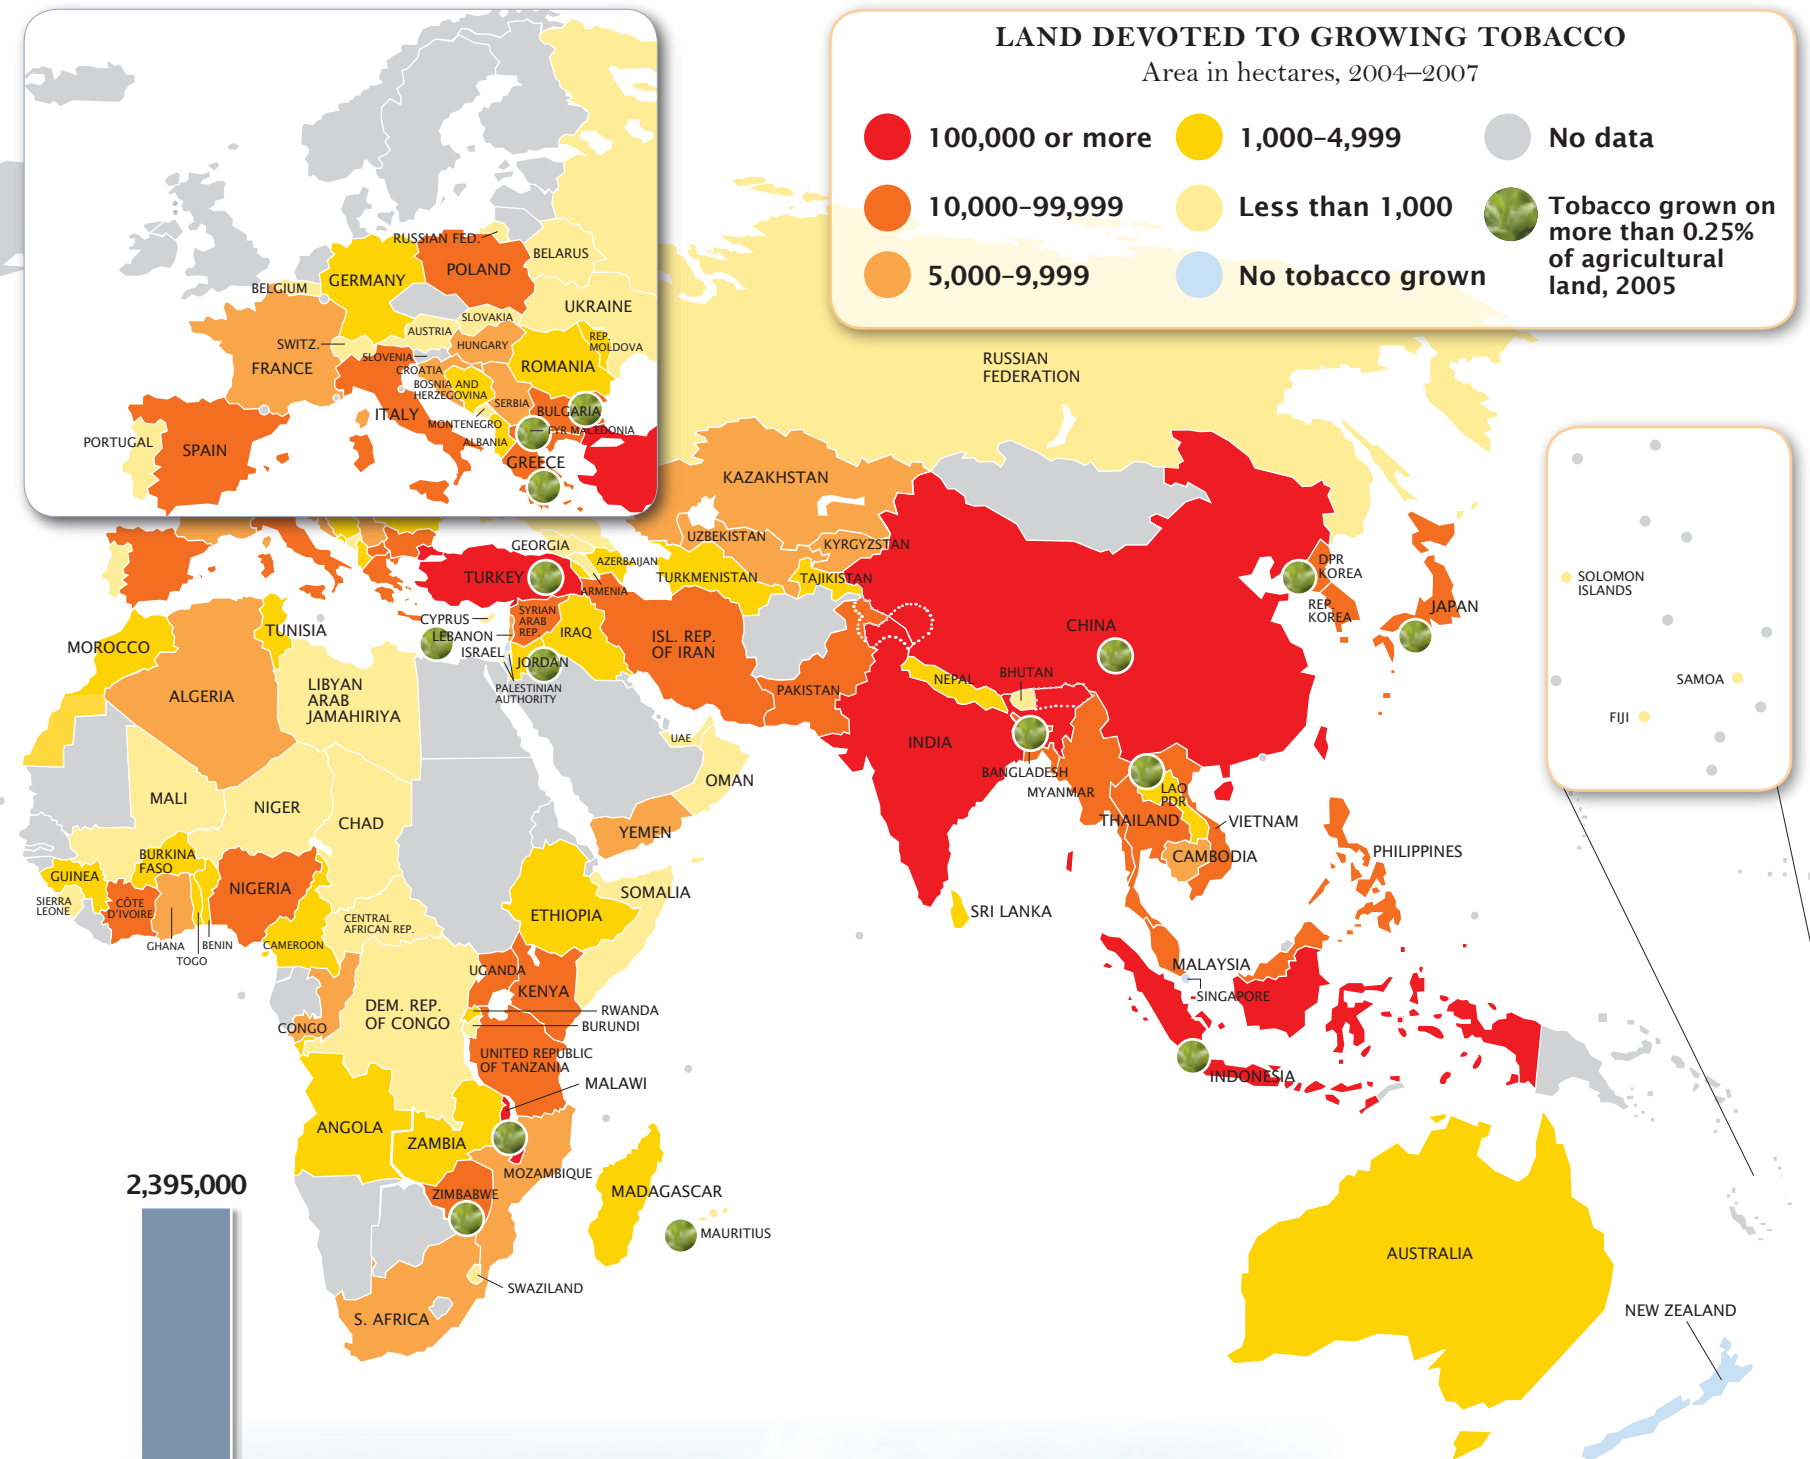 LAND DEVOTED TO GROWING TOBACCO
Area in hectares, 2004–2007
100,000 or more
10,000–99,999
5,000–9,999
1,000–4,999
Less than 1,000
No tobacco grown
No data
Tobacco grown on
more than 0.25%
of agricultural
land, 2005
RUSSIAN FED.
BELARUS
POLAND
GERMANY
BELGIUM
UKRAINE
SLOVAKIA
AUSTRIA
REP.
MOLDOVA
SWITZ.
HUNGARY
SLOVENIA
FRANCE
CROATIA
ROMANIA
BOSNIA AND
HERZEGOVINA
SERBIA
BULGARIA
ITALY
MONTENEGRO
FYR MACEDONIA
ALBANIA
PORTUGAL
SPAIN
GREECE
RUSSIAN
FEDERATION
KAZAKHSTAN
UZBEKISTAN
KYRGYZSTAN
GEORGIA
AZERBAIJAN
TURKMENISTAN
TAJIKISTAN
TURKEY
ARMENIA
DPR
KOREA
REP.
KOREA
JAPAN
CYPRUS
SYRIAN
ARAB
REP.
LEBANON
IRAQ
ISRAEL
JORDAN
PALESTINIAN
AUTHORITY
ISL. REP.
OF IRAN
CHINA
MOROCCO
TUNISIA
ALGERIA
LIBYAN
ARAB
JAMAHIRIYA
PAKISTAN
NEPAL
BHUTAN
INDIA
BANGLADESH
MYANMAR
LAO
PDR
THAILAND
VIETNAM
CAMBODIA
PHILIPPINES
UAE
OMAN
YEMEN
MALI
NIGER
CHAD
BURKINA
FASO
GUINEA
SIERRA
LEONE
CÔTE
D'IVOIRE
GHANA
TOGO
BENIN
NIGERIA
CAMEROON
CENTRAL
AFRICAN REP.
ETHIOPIA
SOMALIA
SRI LANKA
UGANDA
KENYA
MALAYSIA
SINGAPORE
INDONESIA
CONGO
DEM. REP.
OF CONGO
RWANDA
BURUNDI
UNITED REPUBLIC
OF TANZANIA
MALAWI
ANGOLA
ZAMBIA
MOZAMBIQUE
ZIMBABWE
MADAGASCAR
MAURITIUS
SWAZILAND
S. AFRICA
SOLOMON
ISLANDS
SAMOA
FIJI
AUSTRALIA
NEW ZEALAND
2,395,000